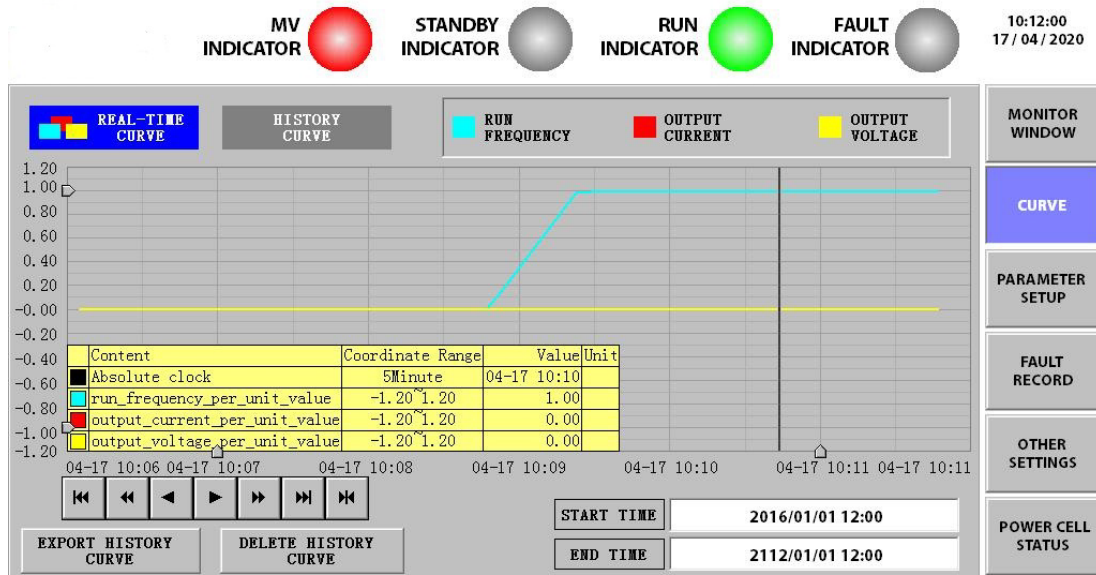 MV
INDICATOR
STANDBY
INDICATOR
RUN
INDICATOR
FAULT
INDICATOR
10:12:00
17 / 04 / 2020
REAL-TIME
CURVE
HISTORY
CURVE
RUN
FREQUENCY
OUTPUT
CURRENT
OUTPUT
VOLTAGE
MONITOR
WINDOW
CURVE
PARAMETER
SETUP
FAULT
RECORD
OTHER
SETTINGS
POWER CELL
STATUS
1.20
1.00
0.80
0.60
0.40
0.20
-0.00
-0.20
-0.40
-0.60
-0.80
-1.00
-1.20
Content Coordinate Range Value Unit
Absolute clock 5Minute 04-17 10:10
run_frequency_per_unit_value -1.20~1.20 1.00
output_current_per_unit_value -1.20~1.20 0.00
output_voltage_per_unit_value -1.20~1.20 0.00
04-17 10:06 04-17 10:07 04-17 10:08 04-17 10:09 04-17 10:10 04-17 10:11 04-17 10:11
START TIME 2016/01/01 12:00
END TIME 2112/01/01 12:00
EXPORT HISTORY
CURVE
DELETE HISTORY
CURVE